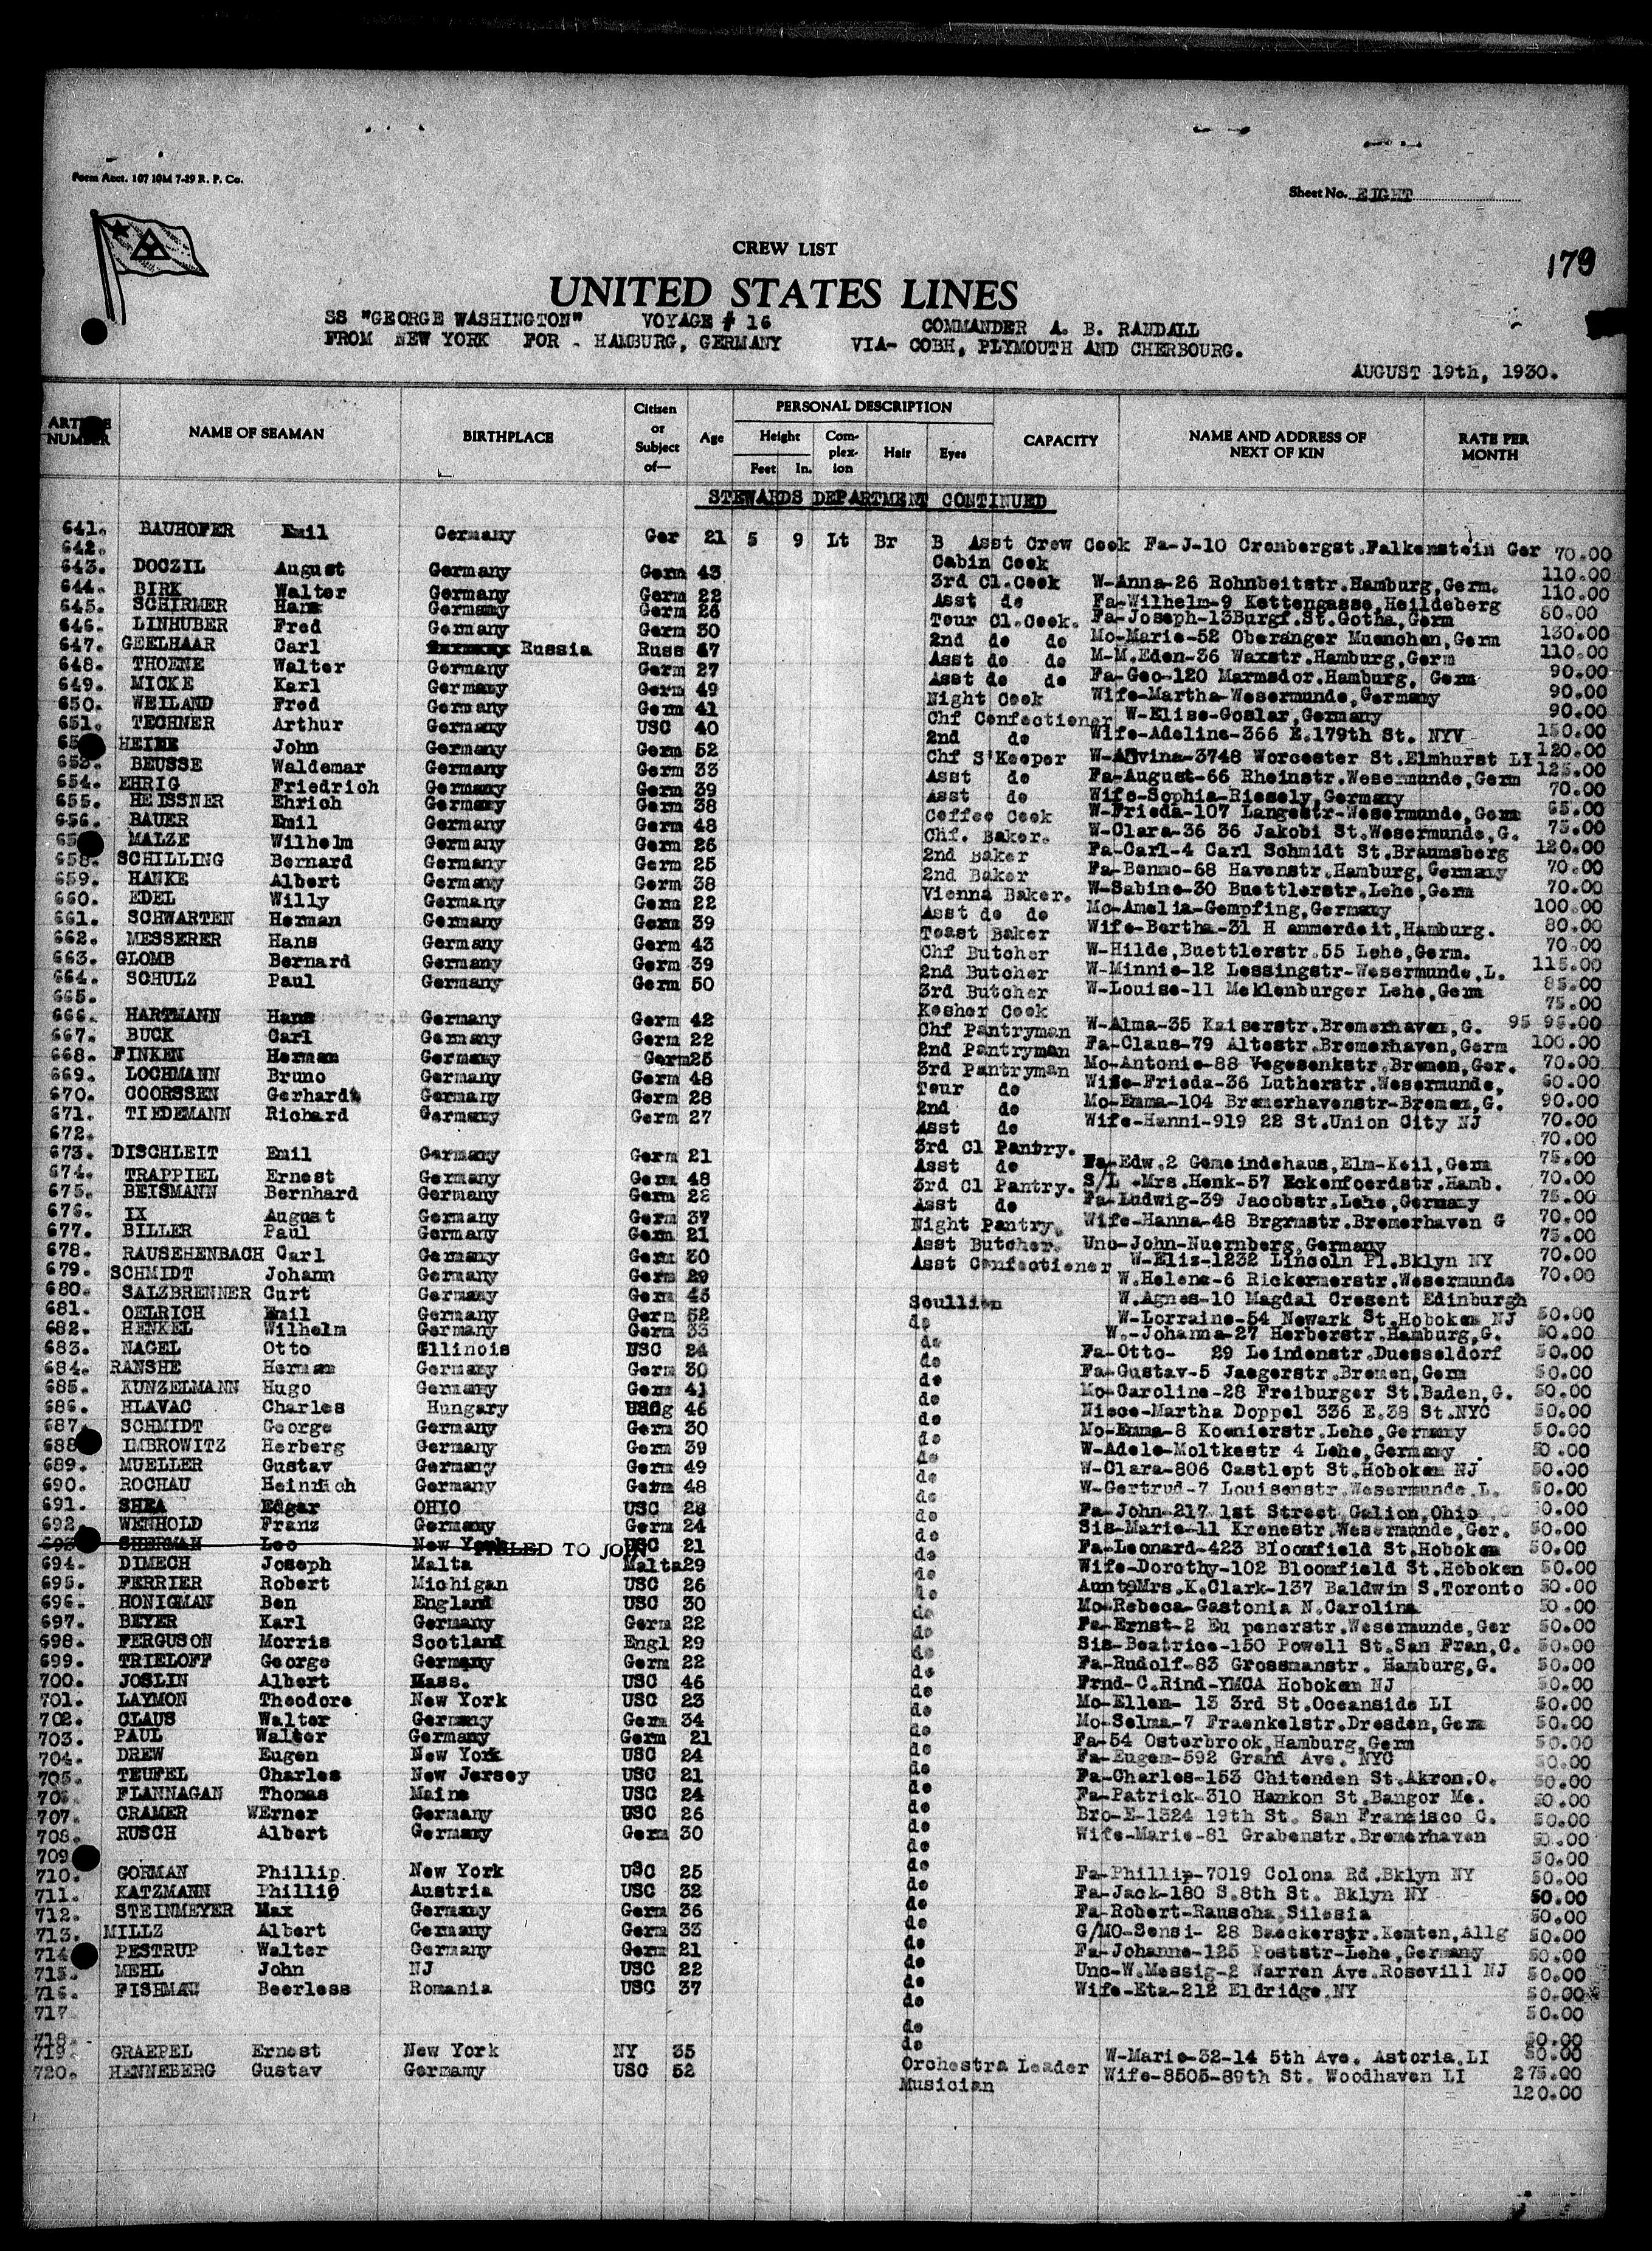 Form Acct. 107 10M 7-29 R. P. Co.
Sheet No. EIGHT
179
CREW LIST
UNITED STATES LINES
SS "GEORGE WASHINGTON" VOYAGE # 16 COMMANDER A. B. RANDALL
FROM NEW YORK FOR - HAMBURG, GERMANY VIA- COBH, PLYMOUTH AND CHERBOURG.
AUGUST 19th, 1930.
NAME OF SEAMAN BIRTHPLACE Citizen or Subject of— Age PERSONAL DESCRIPTION Height Feet In. Complexion Hair Eyes CAPACITY NAME AND ADDRESS OF NEXT OF KIN RATE PER MONTH
STEWARDS DEPARTMENT CONTINUED
641. BAUHOFER Emil Germany Ger 21 5 9 Lt Br B Asst Crew Cook Fa-J-10 Cronbergst.Falkenstein Ger 70.00
642. Cabin Cook 110.00
643. DOCZIL August Germany Germ 43 3rd Cl.Cook W-Anna-26 Rohnbeitstr.Hamburg,Germ. 110.00
644. BIRK Walter Germany Germ 22 Asst do Fa-Wilhelm-9 Kettengasse,Heildeberg 80.00
645. SCHIRMER Hans Germany Germ 26 Tour Cl.Cook. Fa-Joseph-13Burgf.St.Gotha,Germ 130.00
646. LINHUBER Fred Germany Germ 30 2nd do do Mo-Marie-52 Oberanger Muenchen,Germ 110.00
647. GEELHAAR Carl Russia Russ 47 Asst do do M-M.Eden-36 Waxstr.Hamburg,Germ 90.00
648. THOENE Walter Germany Germ 27 Asst do do Fa-Geo-120 Marmsdor.Hamburg, Germ 90.00
649. MICKE Karl Germany Germ 49 Night Cook Wife-Martha-Wesermunde,Germany 90.00
650. WEILAND Fred Germany Germ 41 Chf Confectioner W-Elise-Goslar,Germany 150.00
651. TECHNER Arthur Germany USC 40 2nd do Wife-Adeline-366 E.179th St. NYV 120.00
HEINE John Germany Germ 52 Chf S'Keeper W-Alvina-3748 Worcester St.Elmhurst LI 125.00
653. BEUSSE Waldemar Germany Germ 33 Asst do Fa-August-66 Rheinstr.Wesermunde,Germ 70.00
654. EHRIG Friedrich Germany Germ 39 Asst do Wife-Sophia-Riesely,Germany 65.00
655. HEISSNER Ehrich Germany Germ 38 Coffee Cook W-Frieda-107 Langestr-Wesermunde,Germ 75.00
656. BAUER Emil Germany Germ 48 Chf. Baker. W-Clara-36 36 Jakobi St.Wesermunde,G. 120.00
MALZE Wilhelm Germany Germ 26 2nd Baker Fa-Carl-4 Carl Schmidt St.Braumsberg 70.00
658. SCHILLING Bernard Germany Germ 25 2nd Baker Fa-Benno-68 Havenstr.Hamburg,Germany 70.00
659. HANKE Albert Germany Germ 38 Vienna Baker. W-Sabine-30 Buettlerstr.Lehe,Germ 100.00
660. EDEL Willy Germany Germ 22 Asst do do Mo-Amelia-Gempfing,Germany 80.00
661. SCHWARTEN Herman Germany Germ 39 Toast Baker Wife-Bertha-31 H ammerdeit,Hamburg. 70.00
662. MESSERER Hans Germany Germ 43 Chf Butcher W-Hilde,Buettlerstr.55 Lehe,Germ. 115.00
663. GLOMB Bernard Germany Germ 39 2nd Butcher W-Minnie-12 Lessingstr-Wesermunde.L. 85.00
664. SCHULZ Paul Germany Germ 50 3rd Butcher W-Louise-11 Meklenburger Lehe,Germ 75.00
665. Kosher Cook 95 95.00
666. HARTMANN Hans Germany Germ 42 Chf Pantryman W-Alma-35 Kaiserstr.Bremerhaven,G. 100.00
667. BUCK Carl Germany Germ 22 2nd Pantryman Fa-Claus-79 Altestr.Bremerhaven,Germ 70.00
668. FINKEN Herman Germany Germ25 3rd Pantryman Mo-Antonie-88 Vegesenkstr.Bremen,Ger. 60.00
669. LOCHMANN Bruno Germany Germ 48 Tour do Wife-Frieda-36 Lutherstr.Wesermunde, 90.00
670. COORSSEN Gerhardt Germany Germ 28 2nd do Mo-Emma-104 Bremerhavenstr-Bremen,G. 70.00
671. TIEDEMANN Richard Germany Germ 27 Asst do Wife-Hanni-919 22 St.Union City NJ 70.00
672. 3rd Cl Pantry. 75.00
673. DISCHLEIT Emil Germany Germ 21 Asst do Fa-Edw.2 Gemeindehaus,Elm-Keil,Germ 70.00
674. TRAPPIEL Ernest Germany Germ 48 3rd Cl Pantry. S/L -Mrs.Henk-57 Eckenfoerdstr.Hamb. 75.00
675. BEISMANN Bernhard Germany Germ 22 Asst do Fa-Ludwig-39 Jacobstr.Lehe,Germany 70.00
676. IX August Germany Germ 37 Night Pantry. Wife-Hanna-48 Brgrmstr.Bremerhaven G 75.00
677. BILLER Paul Germany Germ 21 Asst Butcher. Unc-John-Nuernberg,Germany 70.00
678. RAUSEHENBACH Carl Germany Germ 30 Asst Confectioner W-Eliz-1232 Lincoln Pl.Bklyn NY 70.00
679. SCHMIDT Johann Germany Germ 29 W.Helena-6 Rickermerstr.Wesermunde
680. SALZBRENNER Curt Germany Germ 45 Scullion W.Agnes-10 Magdal Cresent Edinburgh 50.00
681. OELRICH Emil Germany Germ 52 do W-Lorraine-54 Newark St.Hoboken NJ 50.00
682. HENKEL Wilhelm Germany Germ 33 do W.-Johanna-27 Herberstr.Hamburg,G. 50.00
683. NAGEL Otto Illinois USC 24 do Fa-Otto- 29 Leindenstr.Duesseldorf 50.00
684. RANSHE Herman Germany Germ 30 do Fa-Gustav-5 Jaegerstr.Bremen,Germ 50.00
685. KUNZELMANN Hugo Germany Germ 41 do Mo-Caroline-28 Freiburger St.Baden,G. 50.00
686. HLAVAC Charles Hungary 46 do Niece-Martha Doppel 336 E.38 St.NYC 50.00
687. SCHMIDT George Germany Germ 30 do Mo-Emma-8 Koenierstr.Lehe,Germany 50.00
688 IMBROWITZ Herberg Germany Germ 39 do W-Adele-Moltkestr 4 Lehe,Germany 50.00
689. MUELLER Gustav Germany Germ 49 do W-Clara-806 Castlept St.Hoboken NJ 50.00
690. ROCHAU Heinrich Germany Germ 48 do W-Gertrud-7 Louisenstr.Wesermunde.L. 50.00
691. SHEA Edgar OHIO USC 28 do Fa-John-217 1st Street Galion,Ohio 50.00
692. WENHOLD Franz Germany Germ 24 do Sis-Marie-11 Kronestr.Wesermunde,Ger. 50.00
693 SHERMAN Leo New York FAILED TO JOIN USC 21 do Fa-Leonard-423 Bloomfield St.Hoboken 50.00
694. DIMECH Joseph Malta Malta29 do Wife-Dorothy-102 Bloomfield St.Hoboken 50.00
695. FERRIER Robert Michigan USC 26 do Mrs.K.Clark-137 Baldwin S.Toronto 50.00
696. HONIGMAN Ben England USC 30 do Mo-Rebeca-Gastonia N.Carolina 50.00
697. BEYER Karl Germany Germ 22 do Fa-Ernst-2 Eu penerstr.Wesermunde,Ger 50.00
698. FERGUSON Morris Scotland Engl 29 do Sis-Beatrice-150 Powell St.San Fran,C. 50.00
699. TRIELOFF George Germany Germ 22 do Fa-Rudolf-83 Grossmanstr. Hamburg,G. 50.00
700. JOSLIN Albert Mass. USC 46 do Frnd-C.Rind-YMCA Hoboken NJ 50.00
701. LAYMON Theodore New York USC 23 do Mo-Ellen- 13 3rd St.Oceanside LI 50.00
702. CLAUS Walter Germany Germ 34 do Mo-Selma-7 Fraenkelstr.Dresden,Germ 50.00
703. PAUL Walter Germany Germ 21 do Fa-54 Osterbrook,Hamburg,Germ 50.00
704. DREW Eugen New York USC 24 do Fa-Eugen-592 Grand Ave. NYC 50.00
705. TEUFEL Charles New Jersey USC 21 do Fa-Charles-153 Chitenden St.Akron.O. 50.00
706. FLANNAGAN Thomas Maine USC 24 do Fa-Patrick-310 Hankon St.Bangor Me. 50.00
707. CRAMER WErner Germany USC 26 do Bro-E-1324 19th St. San Francisco C. 50.00
708. RUSCH Albert Germany Germ 30 do Wife-Marie-81 Grabenstr.Bremerhaven 50.00
709 do 50.00
710. GORMAN Phillip New York USC 25 do Fa-Phillip-7019 Colona Rd.Bklyn NY 50.00
711. KATZMANN Phillip Austria USC 32 do Fa-Jack-180 S.8th St. Bklyn NY 50.00
712. STEINMEYER Max Germany Germ 36 do Fa-Robert-Rauscha,Silesia 50.00
713. MILLZ Albert Germany Germ 33 do G/MO-Sensi- 28 Baeckerstr.Kemten,Allg 50.00
714 PESTRUP Walter Germany Germ 21 do Fa-Johanne-125 Poststr-Lehe,Germany 50.00
715. MEHL John NJ USC 22 do Unc-W.Messig-2 Warren Ave.Rosevill NJ 50.00
716. FISHMAN Beerless Romania USC 37 do Wife-Eta-212 Eldridge.NY 50.00
717 do 50.00
718. do 50.00
719. GRAEPEL Ernest New York NY 35 Orchestra Leader W-Marie-32-14 5th Ave. Astoria.LI 275.00
720. HENNEBERG Gustav Germany USC 52 Musician Wife-8505-89th St. Woodhaven LI 120.00